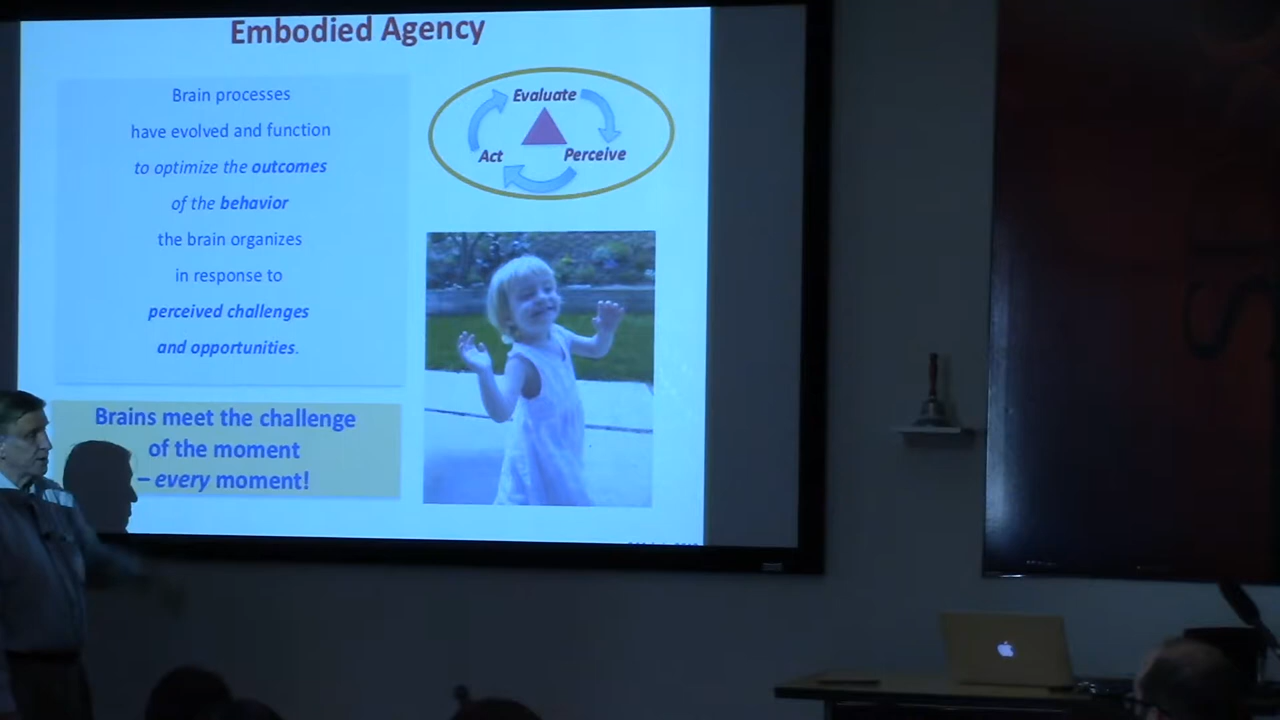 Embodied Agency
Brain processes
have evolved and function
to optimize the outcomes
of the behavior
the brain organizes
in response to
perceived challenges
and opportunities.
Brains meet the challenge
of the moment
– every moment!
Evaluate
Act
Perceive